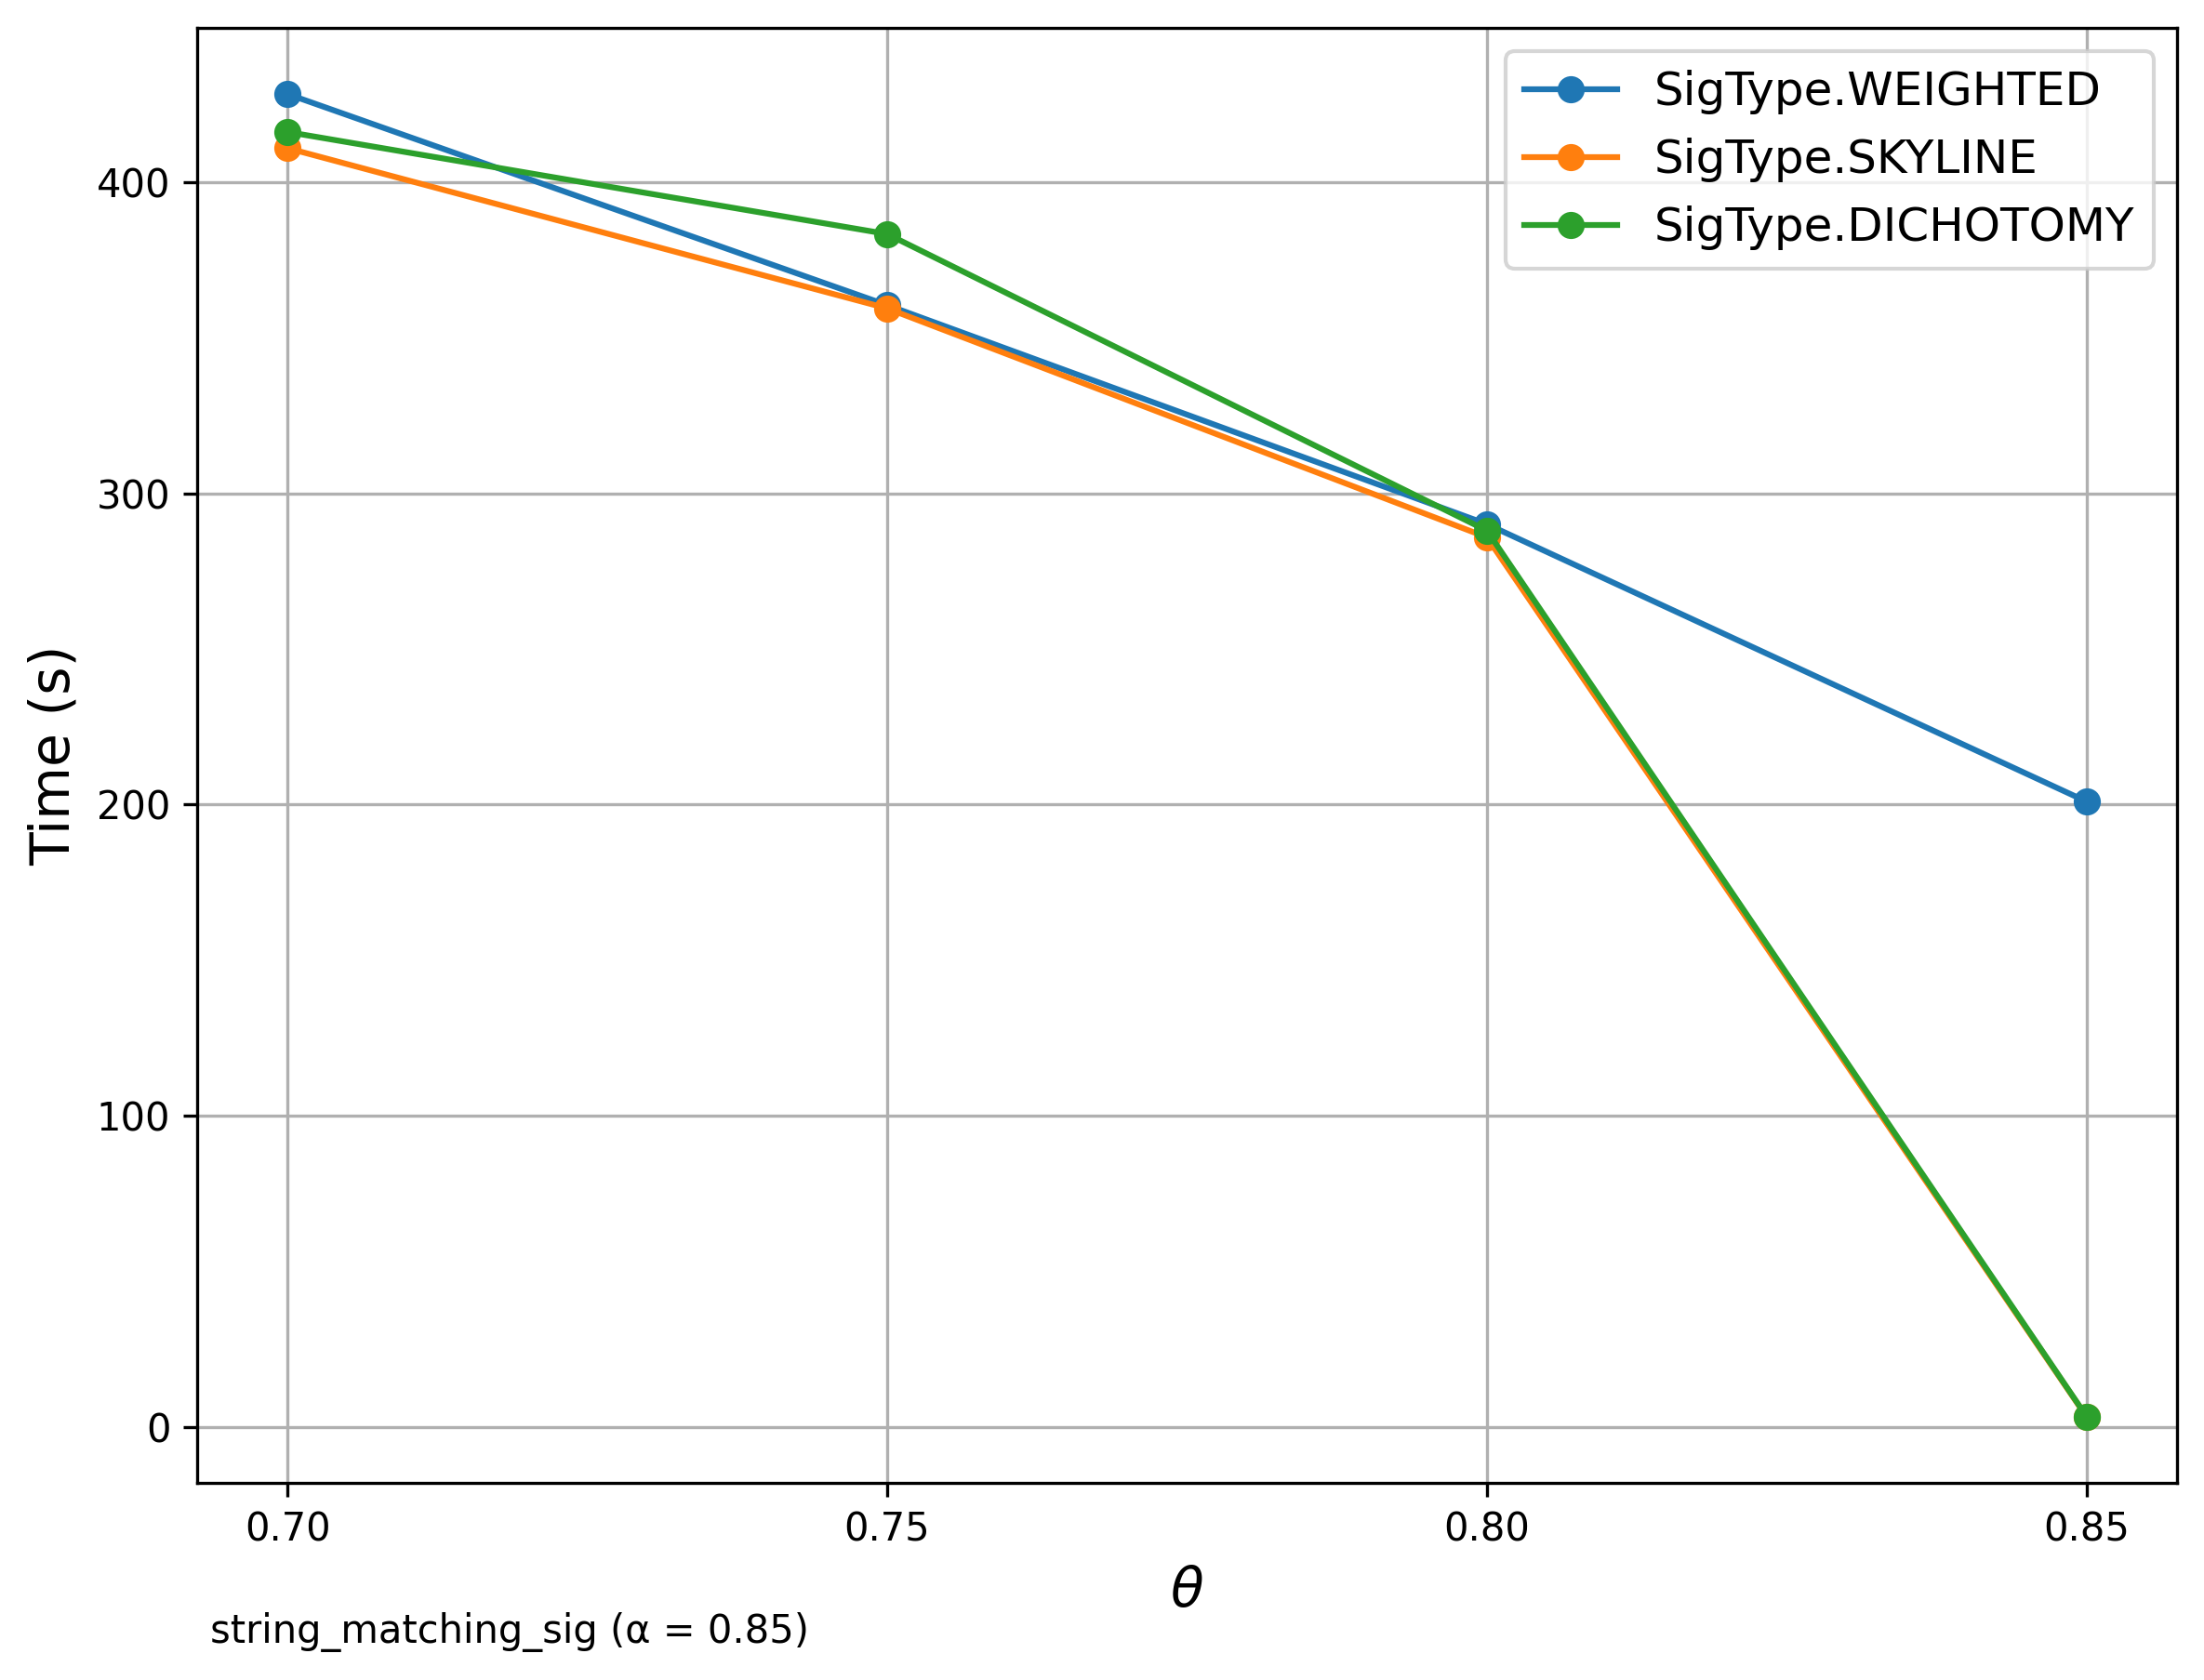 SigType.WEIGHTED
SigType.SKYLINE
SigType.DICHOTOMY
Time (s)
400
300
200
100
0
0.70 0.75 0.80 0.85
θ
string_matching_sig (α = 0.85)